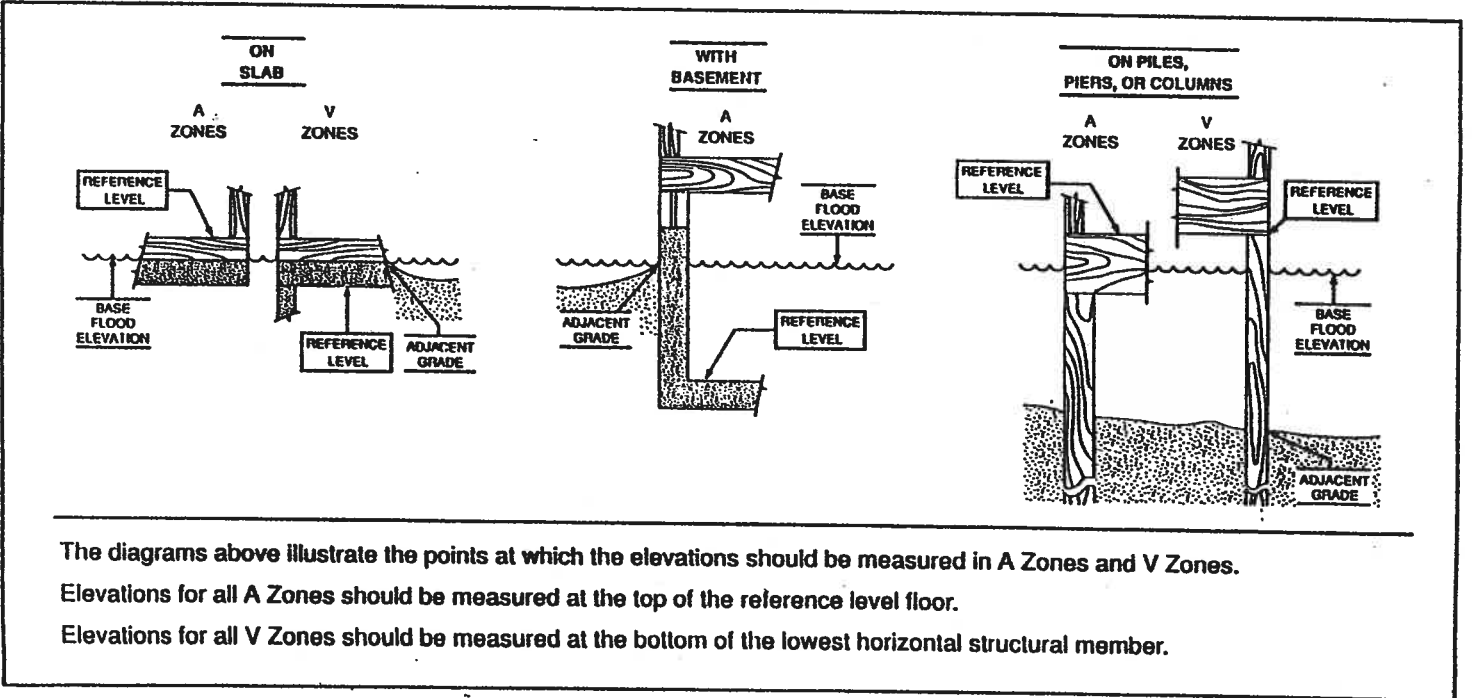 ON
SLAB
A
ZONES
V
ZONES
REFERENCE
LEVEL
BASE
FLOOD
ELEVATION
REFERENCE
LEVEL
ADJACENT
GRADE
WITH
BASEMENT
A
ZONES
BASE
FLOOD
ELEVATION
ADJACENT
GRADE
REFERENCE
LEVEL
ON PILES,
PIERS, OR COLUMNS
A
ZONES
V
ZONES
REFERENCE
LEVEL
REFERENCE
LEVEL
BASE
FLOOD
ELEVATION
ADJACENT
GRADE
The diagrams above illustrate the points at which the elevations should be measured in A Zones and V Zones.
Elevations for all A Zones should be measured at the top of the reference level floor.
Elevations for all V Zones should be measured at the bottom of the lowest horizontal structural member.